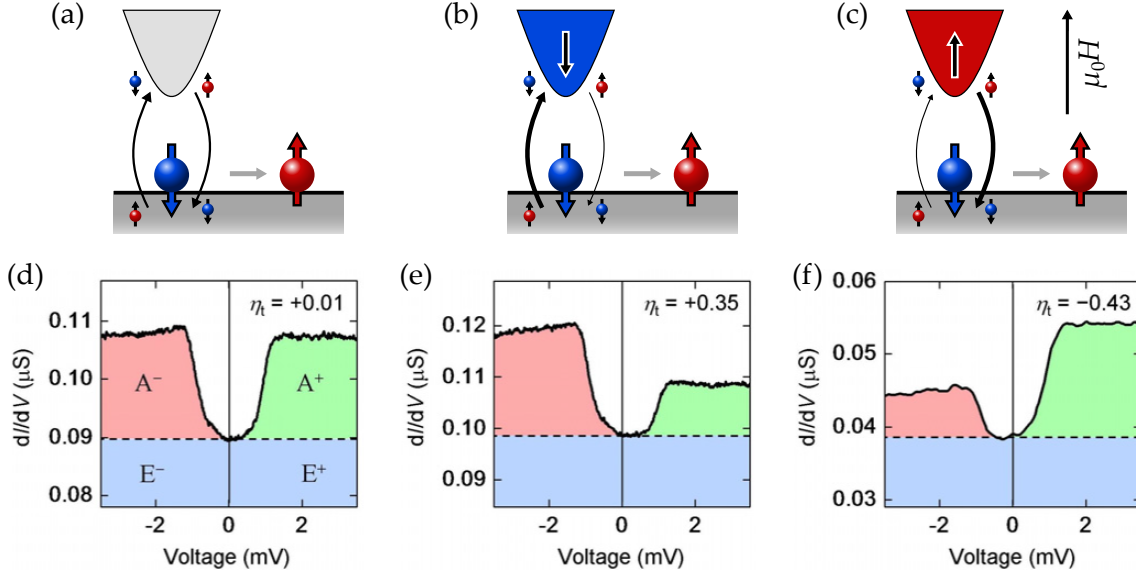 (a)
(b)
(c)
μ₀H
(d)
(e)
(f)
dI/dV (μS)
0.11
0.10
0.09
0.08
ηt = +0.01
A⁻
A⁺
E⁻
E⁺
-2
0
2
Voltage (mV)
dI/dV (μS)
0.12
0.11
0.10
0.09
ηt = +0.35
-2
0
2
Voltage (mV)
dI/dV (μS)
0.06
0.05
0.04
0.03
ηt = −0.43
-2
0
2
Voltage (mV)